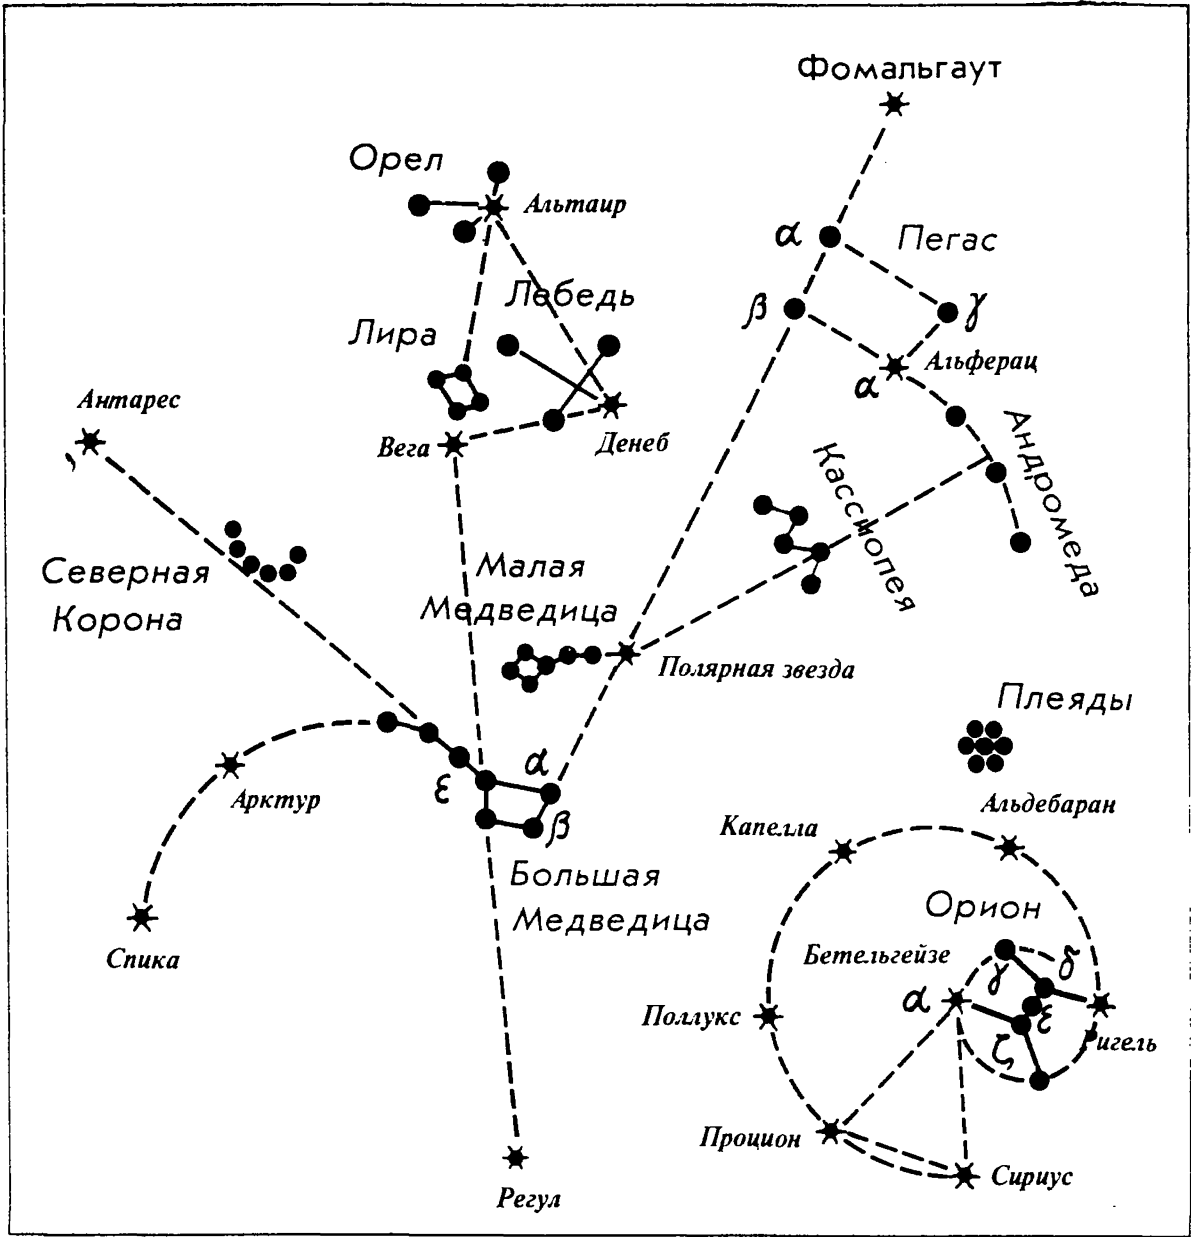 Фомальгаут
Орел
Альтаир
α
Пегас
Лебедь
β
γ
Лира
α
Альферац
Антарес
Вега
Денеб
Кассиопея
Андромеда
Северная
Корона
Малая
Медведица
Полярная звезда
Плеяды
ε
α
β
Арктур
Альдебаран
Капелла
Большая
Медведица
Орион
Спика
Бетельгейзе
γ
δ
α
ε
Поллукс
ζ
Ригель
Процион
Сириус
Регул